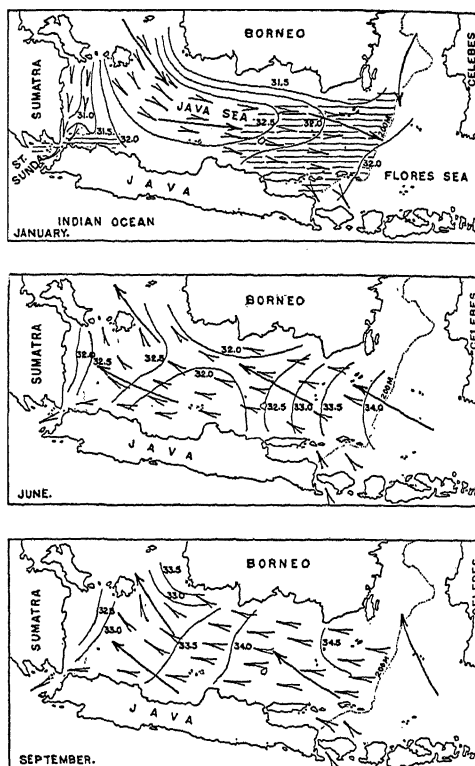 BORNEO
CELEBES
SUMATRA
31.5
JAVA SEA
31.0
32.5
32.0
31.5
32.0
200M
ST. SUNDA
32.0
FLORES SEA
J A V A
INDIAN OCEAN
JANUARY.
BORNEO
CELEBES
SUMATRA
32.0
32.5
32.5
32.0
32.0
32.5
33.0
33.5
34.0
200M
J A V A
JUNE.
BORNEO
33.5
33.0
SUMATRA
33.0
33.5
34.0
34.5
J A V A
SEPTEMBER.